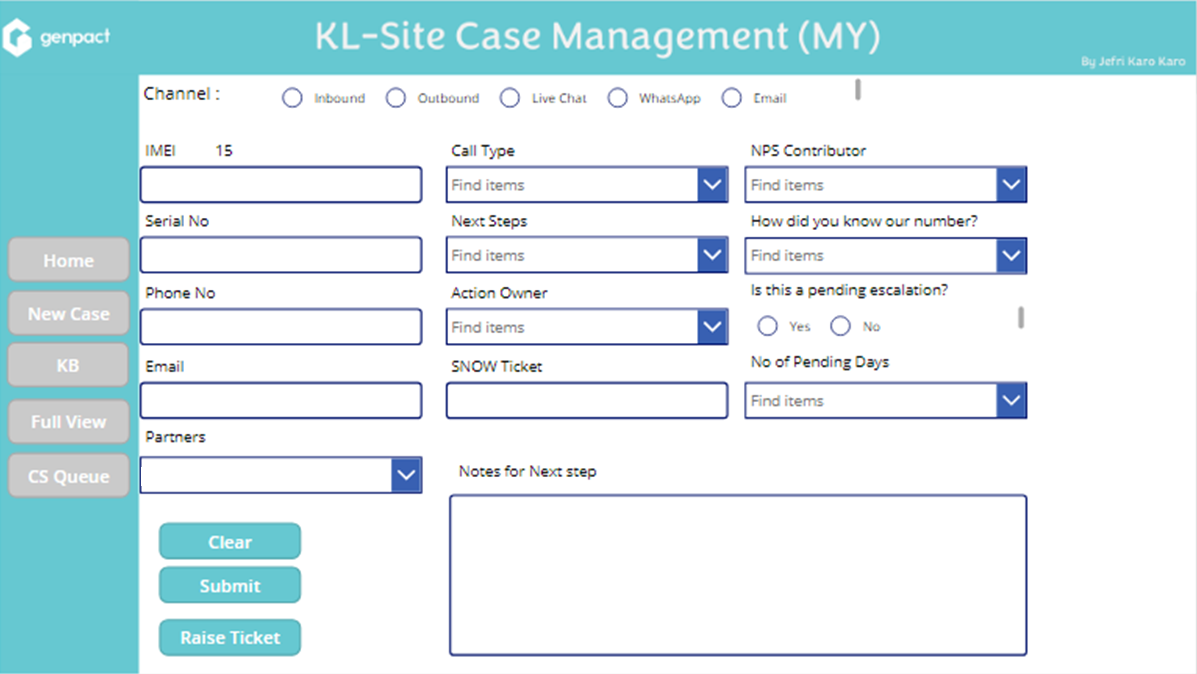 genpact
KL-Site Case Management (MY)
By Jefri Karo Karo
Channel :
Inbound
Outbound
Live Chat
WhatsApp
Email
IMEI 15
Call Type
NPS Contributor
Find items
Find items
Serial No
Next Steps
How did you know our number?
Find items
Find items
Phone No
Action Owner
Is this a pending escalation?
Find items
Yes
No
Email
SNOW Ticket
No of Pending Days
Find items
Partners
Notes for Next step
Home
New Case
KB
Full View
CS Queue
Clear
Submit
Raise Ticket